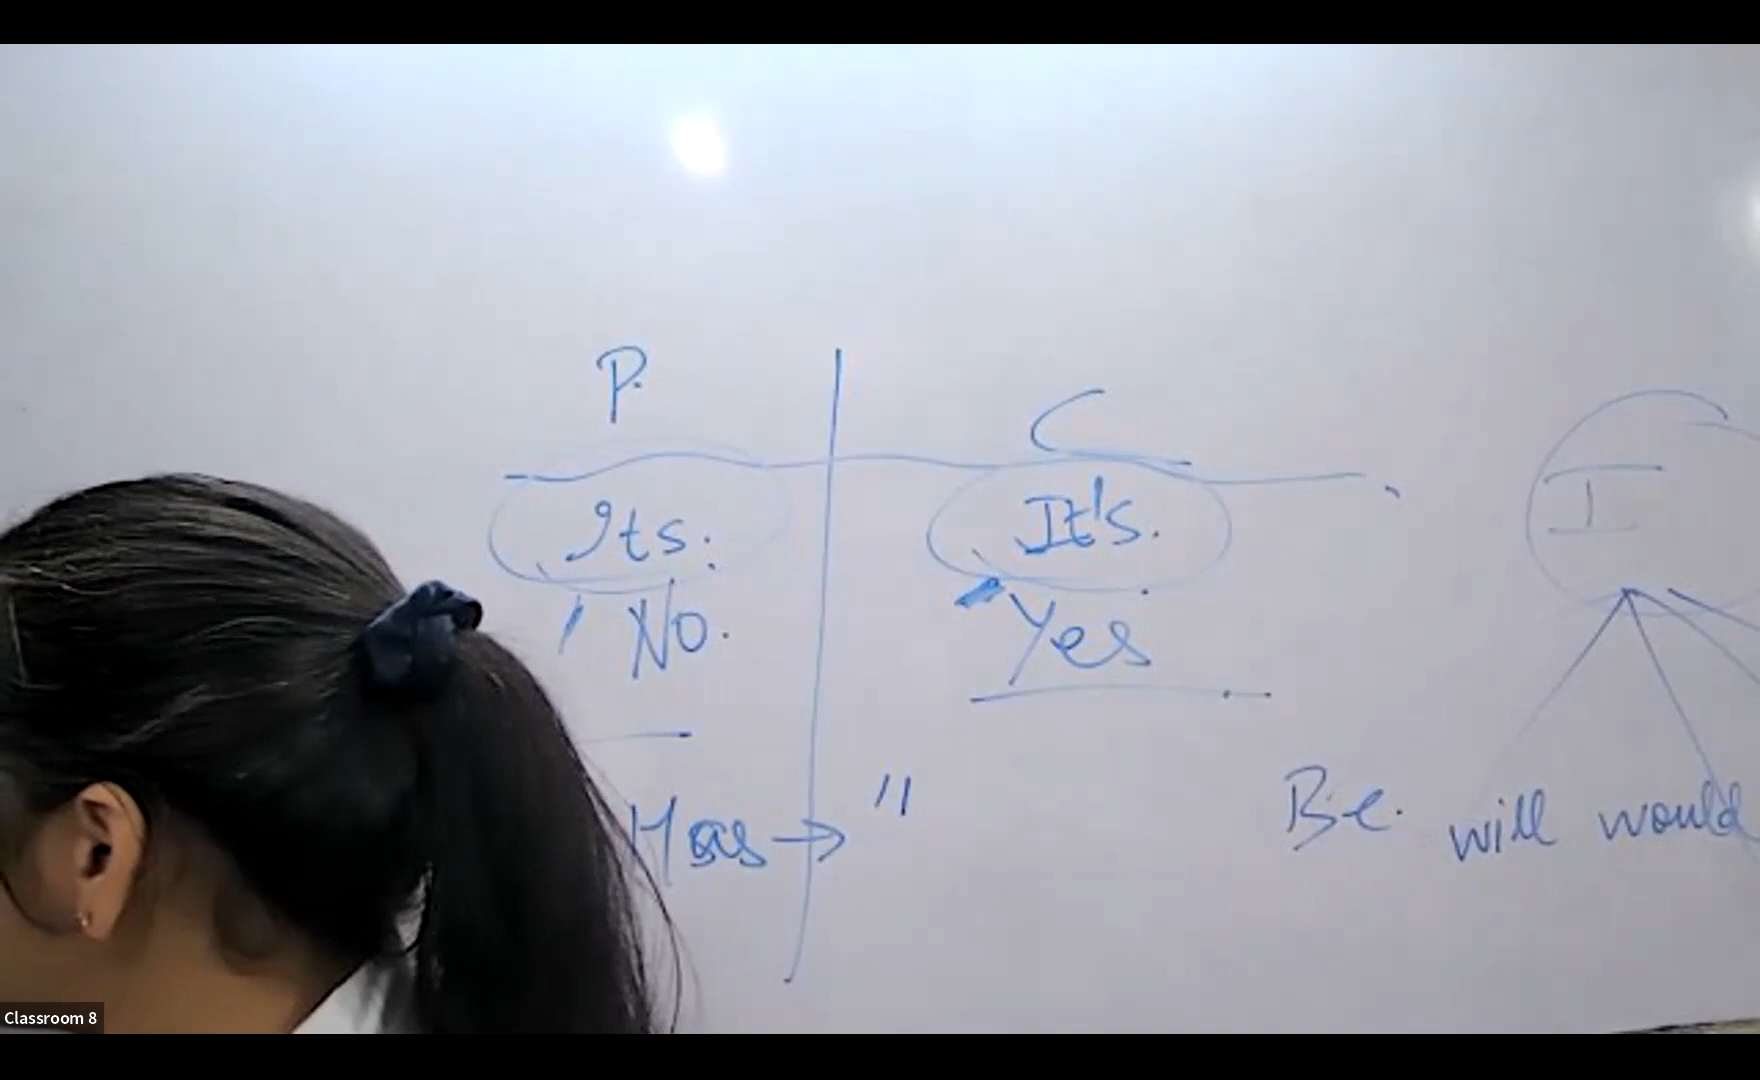 P. C
Its. It's.
No. Yes
Has → "
I
Be. will would
Classroom 8